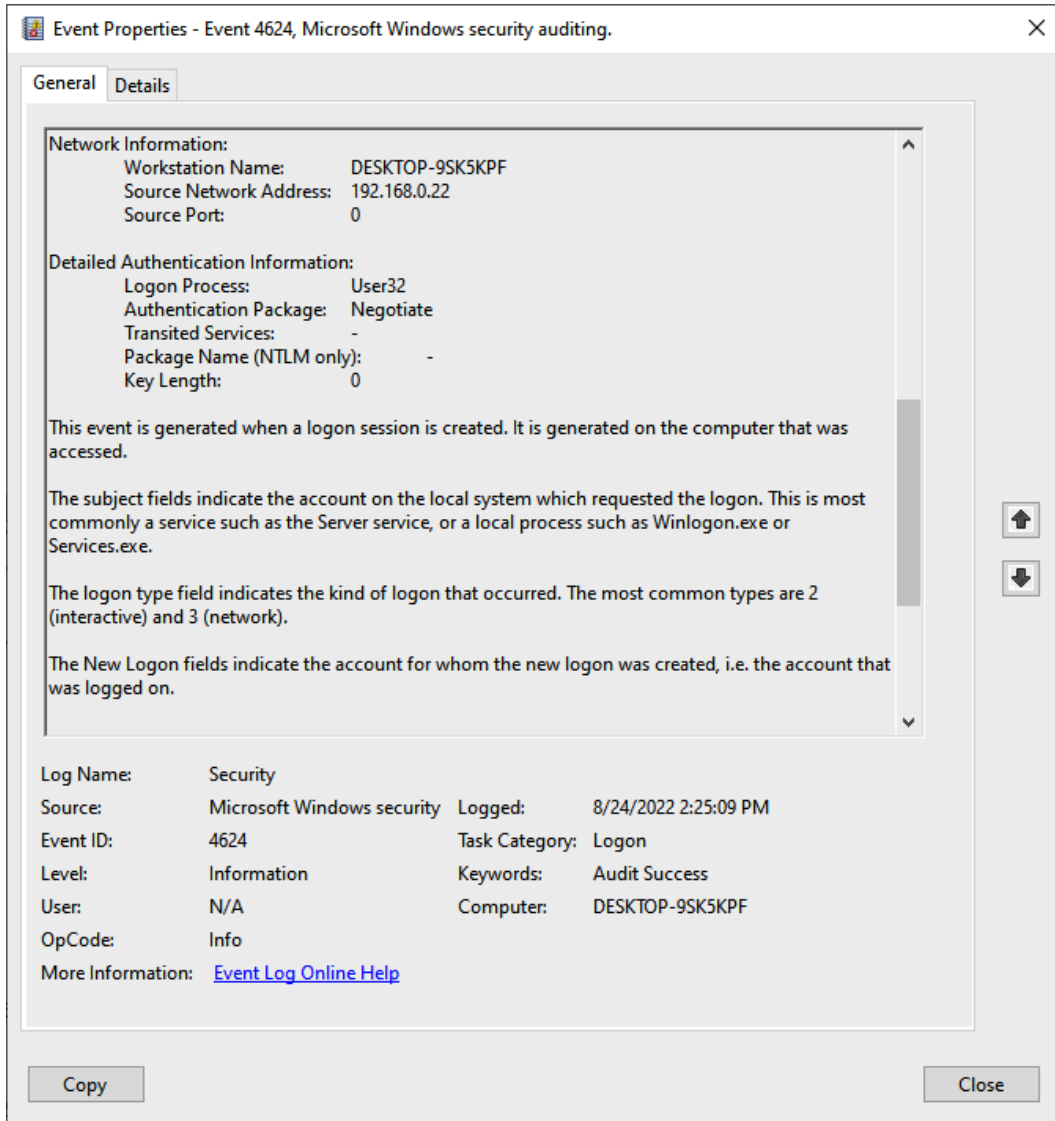 Event Properties - Event 4624, Microsoft Windows security auditing.
General Details
Network Information:
Workstation Name: DESKTOP-9SK5KPF
Source Network Address: 192.168.0.22
Source Port: 0
Detailed Authentication Information:
Logon Process: User32
Authentication Package: Negotiate
Transited Services: -
Package Name (NTLM only): -
Key Length: 0
This event is generated when a logon session is created. It is generated on the computer that was
accessed.
The subject fields indicate the account on the local system which requested the logon. This is most
commonly a service such as the Server service, or a local process such as Winlogon.exe or
Services.exe.
The logon type field indicates the kind of logon that occurred. The most common types are 2
(interactive) and 3 (network).
The New Logon fields indicate the account for whom the new logon was created, i.e. the account that
was logged on.
Log Name: Security
Source: Microsoft Windows security Logged: 8/24/2022 2:25:09 PM
Event ID: 4624 Task Category: Logon
Level: Information Keywords: Audit Success
User: N/A Computer: DESKTOP-9SK5KPF
OpCode: Info
More Information: Event Log Online Help
Copy Close